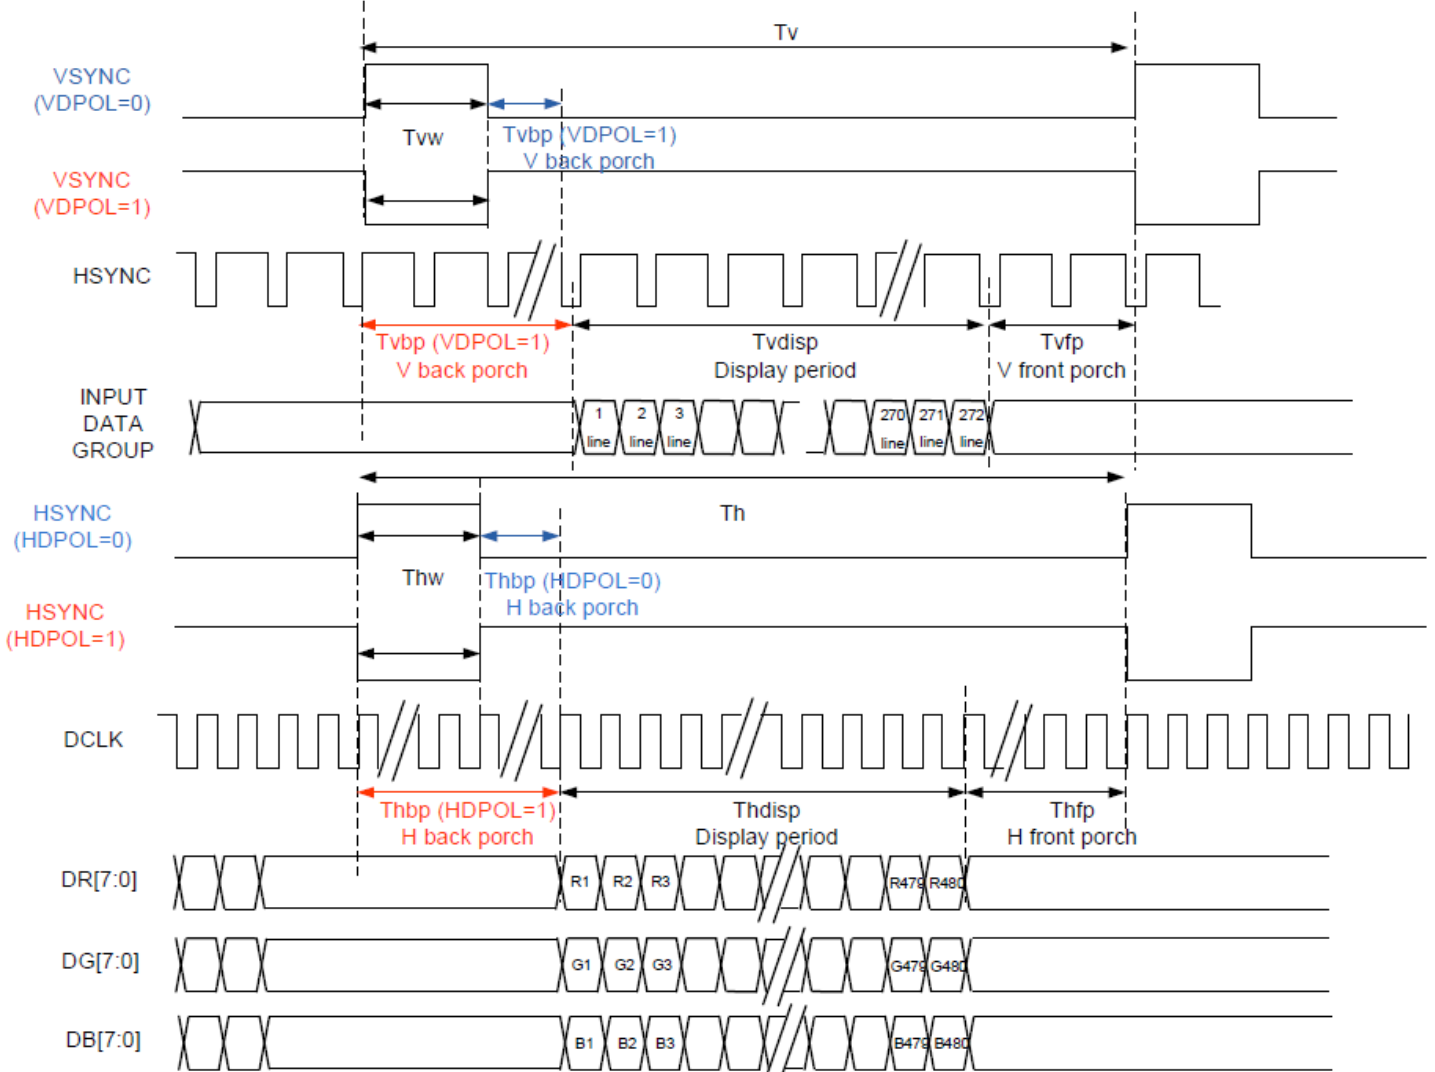 Tv
VSYNC
(VDPOL=0)
Tvw
Tvbp (VDPOL=1)
V back porch
VSYNC
(VDPOL=1)
HSYNC
Tvbp (VDPOL=1)
V back porch
Tvdisp
Display period
Tvfp
V front porch
INPUT
DATA
GROUP
1 2 3 270 271 272
line line line line line line
HSYNC
(HDPOL=0)
Th
Thw
Thbp (HDPOL=0)
H back porch
HSYNC
(HDPOL=1)
DCLK
Thbp (HDPOL=1)
H back porch
Thdisp
Display period
Thfp
H front porch
DR[7:0] R1 R2 R3 R479 R480
DG[7:0] G1 G2 G3 G479 G480
DB[7:0] B1 B2 B3 B479 B480